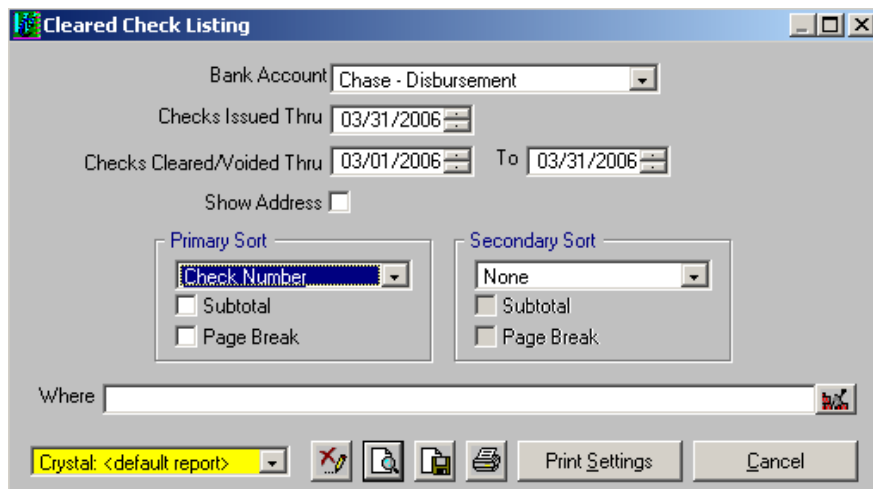 Cleared Check Listing
Bank Account Chase - Disbursement
Checks Issued Thru 03/31/2006
Checks Cleared/Voided Thru 03/01/2006 To 03/31/2006
Show Address
Primary Sort Secondary Sort
Check Number None
Subtotal Subtotal
Page Break Page Break
Where
Crystal: <default report> Print Settings Cancel